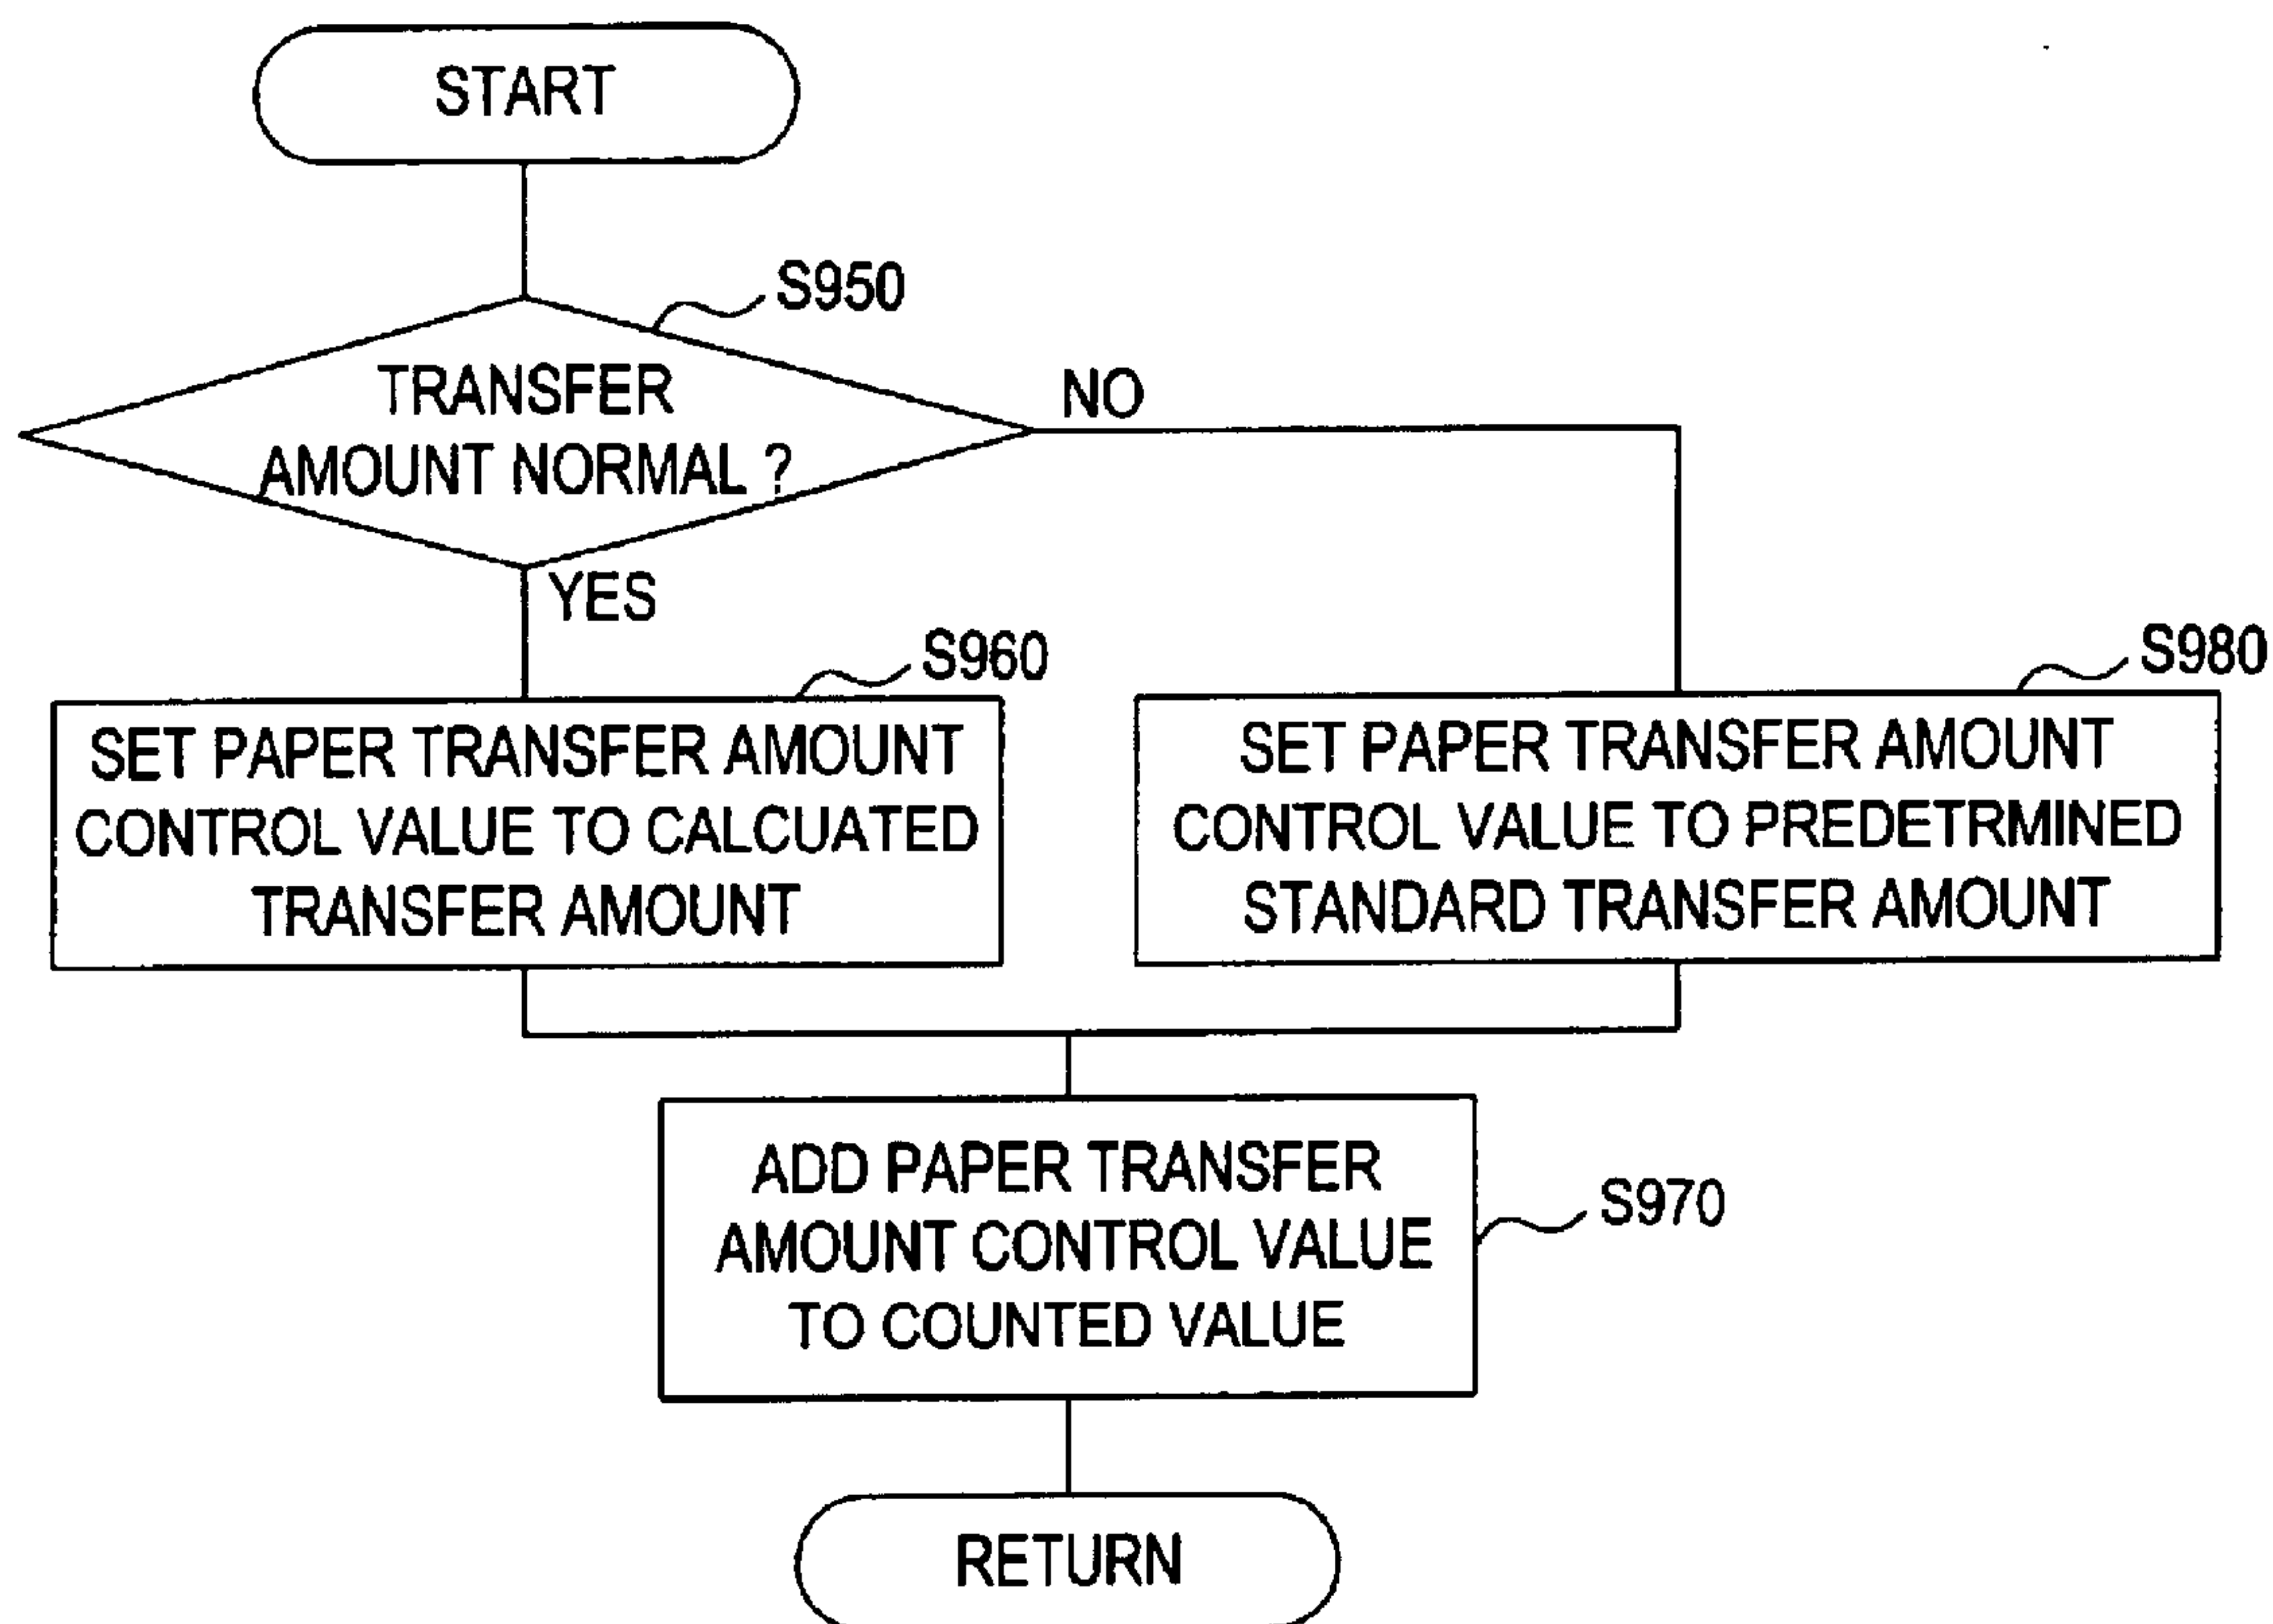 START
S950
TRANSFER
AMOUNT NORMAL ?
NO
YES
S960
SET PAPER TRANSFER AMOUNT
CONTROL VALUE TO CALCUATED
TRANSFER AMOUNT
S980
SET PAPER TRANSFER AMOUNT
CONTROL VALUE TO PREDETRMINED
STANDARD TRANSFER AMOUNT
ADD PAPER TRANSFER
AMOUNT CONTROL VALUE
TO COUNTED VALUE
S970
RETURN